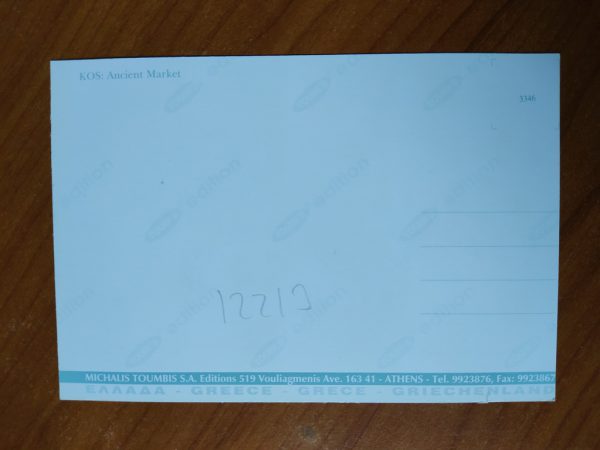 KOS: Ancient Market
3346
MICHALIS TOUMBIS S.A. Editions 519 Vouliagmenis Ave. 163 41 - ATHENS - Tel. 9923876, Fax: 9923867
ΕΛΛΑΔΑ - GREECE - GRECE - GRIECHENLAND